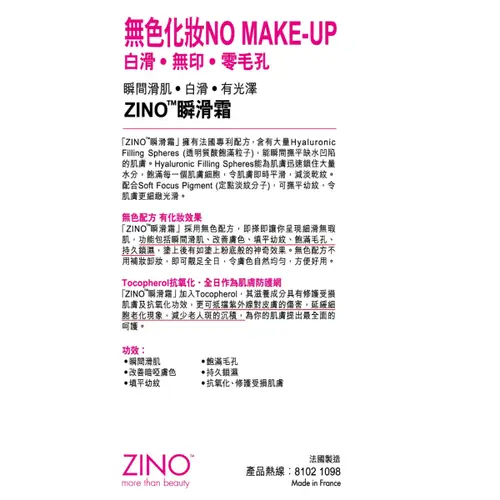 無色化妝NO MAKE-UP
白滑•無印•零毛孔
瞬間滑肌•白滑•有光澤
ZINO™瞬滑霜
「ZINO™瞬滑霜」擁有法國專利配方，含有大量Hyaluronic
Filling Spheres (透明質酸飽滿粒子)，能瞬間撫平缺水凹陷
的肌膚。Hyaluronic Filling Spheres能為肌膚迅速鎖住大量
水分，飽滿每一個肌膚細胞，令肌膚即時平滑，減淡乾紋。
配合Soft Focus Pigment (定點淡紋分子)，可撫平幼紋，令
肌膚更細緻光滑。
無色配方 有化妝效果
「ZINO™瞬滑霜」採用無色配方，即搽即讓你呈現細滑無瑕
肌，功能包括瞬間滑肌、改善膚色、填平幼紋、飽滿毛孔、
持久鎖濕，塗上後有如塗上粉底般的神奇效果。無色配方不
用補妝卸妝，即可靚足全日，令膚色自然均勻，方便好用。
Tocopherol抗氧化．全日作為肌膚防護網
「ZINO™瞬滑霜」加入Tocopherol，其滋養成分具有修護受損
肌膚及抗氧化功效，更可抵擋紫外線對皮膚的傷害，延緩細
胞老化現象、減少老人斑的沉積，為你的肌膚提出最全面的
呵護。
功效：
•瞬間滑肌 •飽滿毛孔
•改善暗啞膚色 •持久鎖濕
•填平幼紋 •抗氧化、修護受損肌膚
ZINO™
more than beauty
法國製造
產品熱線：8102 1098
Made in France